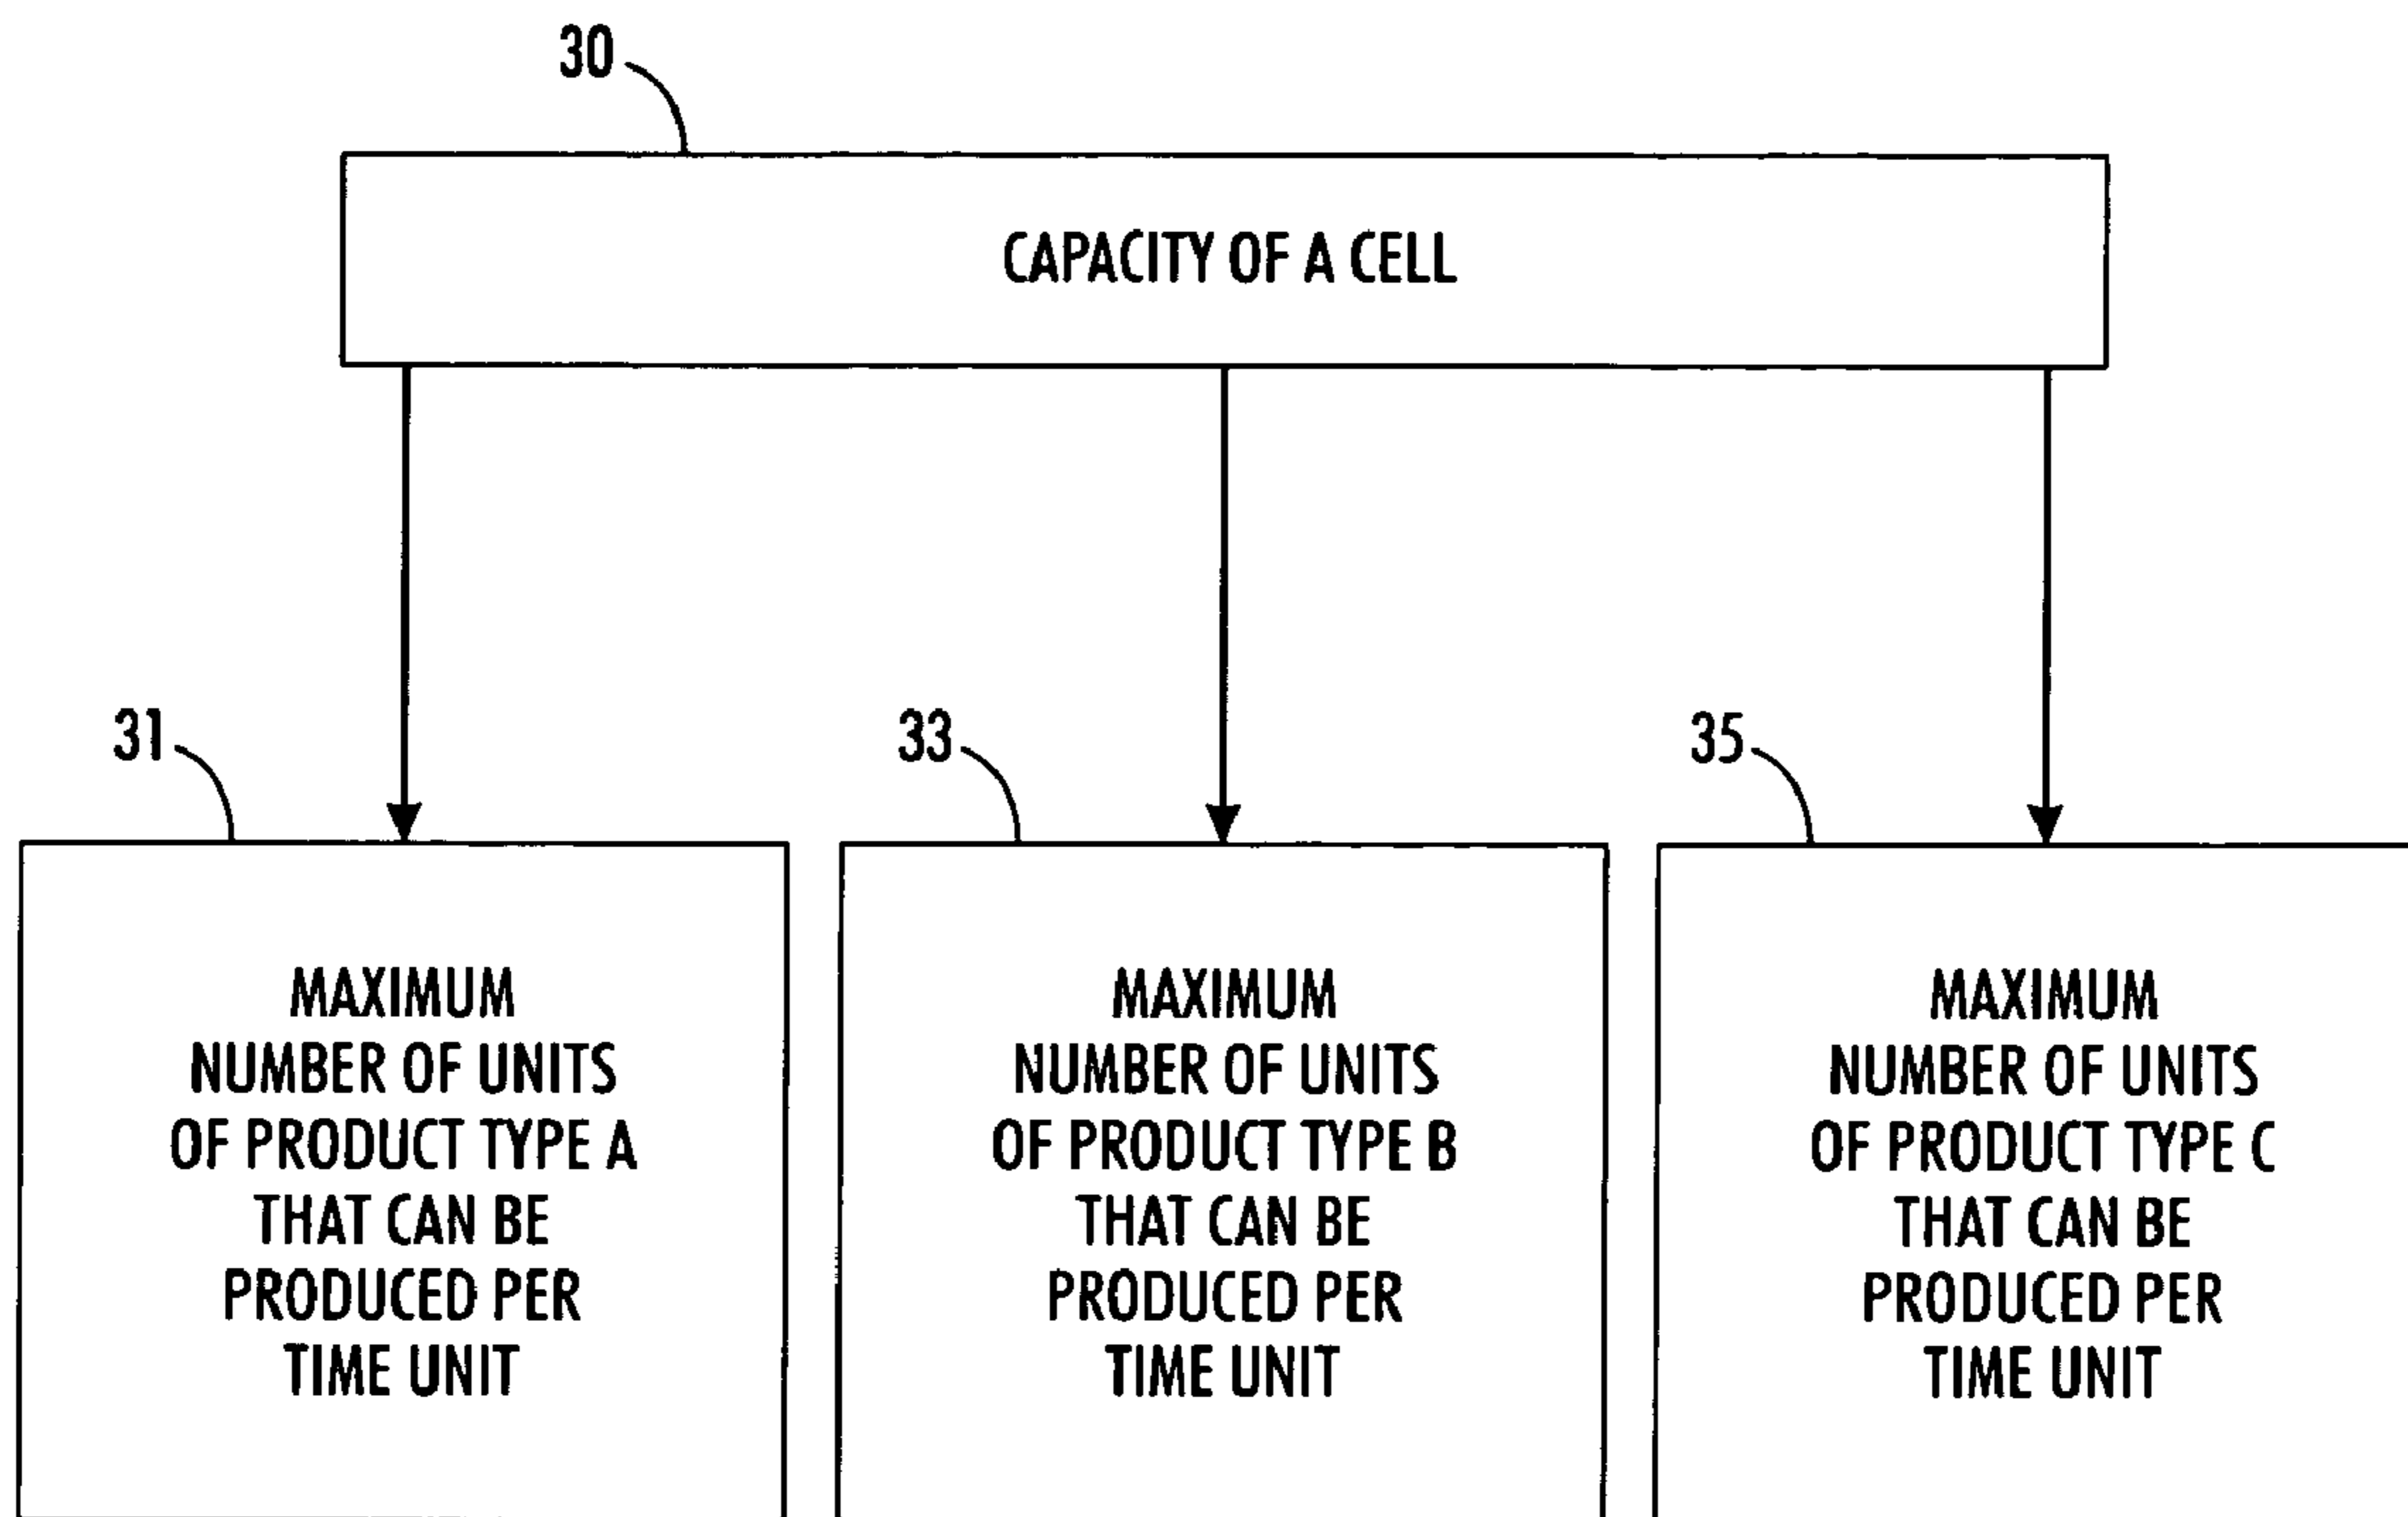 30
CAPACITY OF A CELL
31
MAXIMUM
NUMBER OF UNITS
OF PRODUCT TYPE A
THAT CAN BE
PRODUCED PER
TIME UNIT
33
MAXIMUM
NUMBER OF UNITS
OF PRODUCT TYPE B
THAT CAN BE
PRODUCED PER
TIME UNIT
35
MAXIMUM
NUMBER OF UNITS
OF PRODUCT TYPE C
THAT CAN BE
PRODUCED PER
TIME UNIT